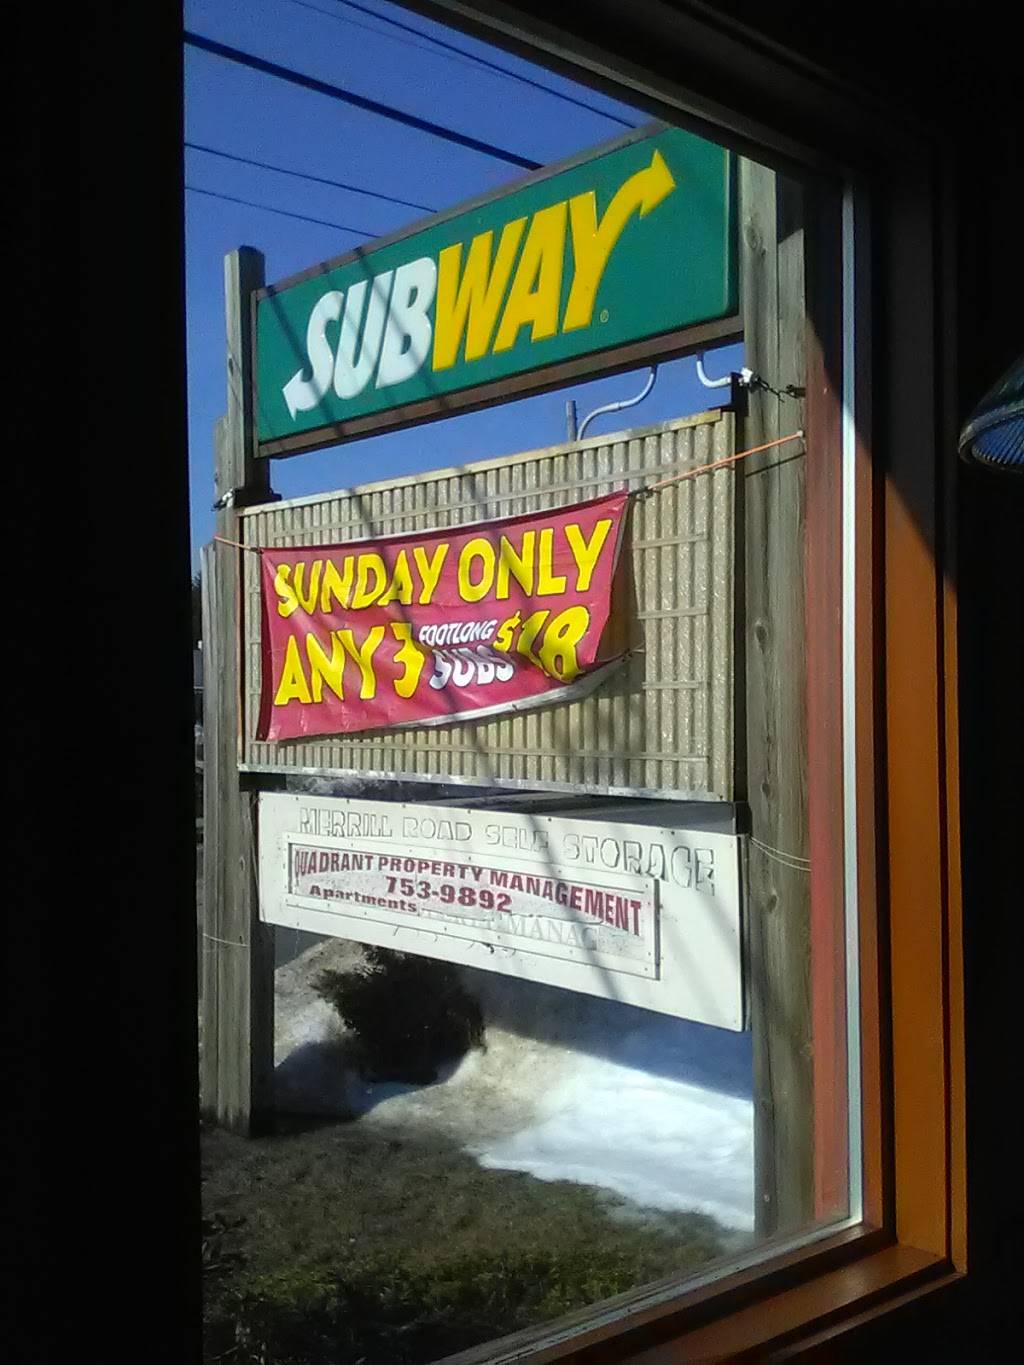 SUBWAY
SUNDAY ONLY
ANY 3 FOOTLONG SUBS $18
MERRILL ROAD SELF STORAGE
QUADRANT PROPERTY MANAGEMENT
753-9892
Apartments